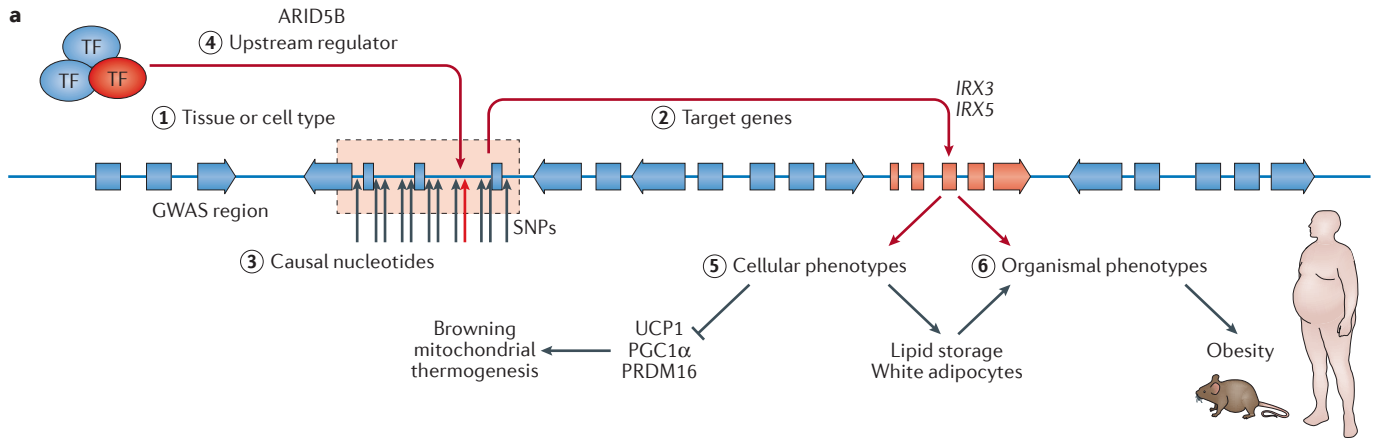 a
ARID5B
④ Upstream regulator
TF
TF
TF
① Tissue or cell type
② Target genes
IRX3
IRX5
GWAS region
SNPs
③ Causal nucleotides
⑤ Cellular phenotypes
⑥ Organismal phenotypes
Browning
mitochondrial
thermogenesis
UCP1
PGC1α
PRDM16
Lipid storage
White adipocytes
Obesity